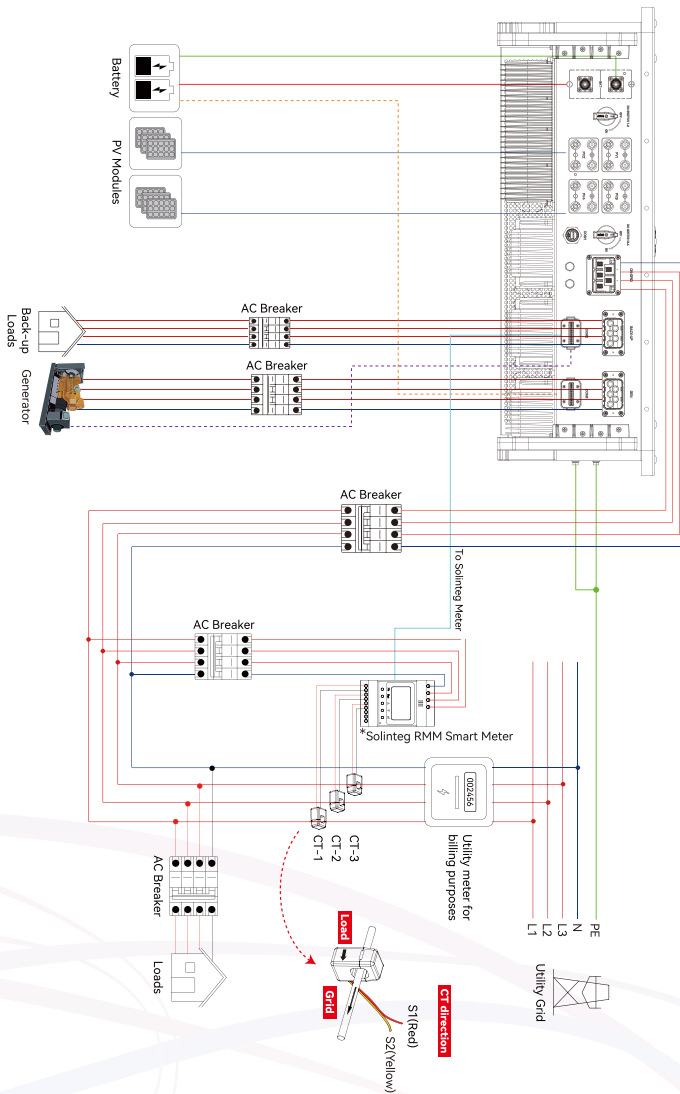 Battery
PV Modules
AC Breaker
Back-up
Loads
AC Breaker
Generator
AC Breaker
To Solinteg Meter
AC Breaker
*Solinteg RMM Smart Meter
002456
Utility meter for
billing purposes
CT-1
CT-2
CT-3
AC Breaker
Loads
L1
L2
L3
N
PE
Utility Grid
Load
Grid
CT direction
S1(Red)
S2(Yellow)